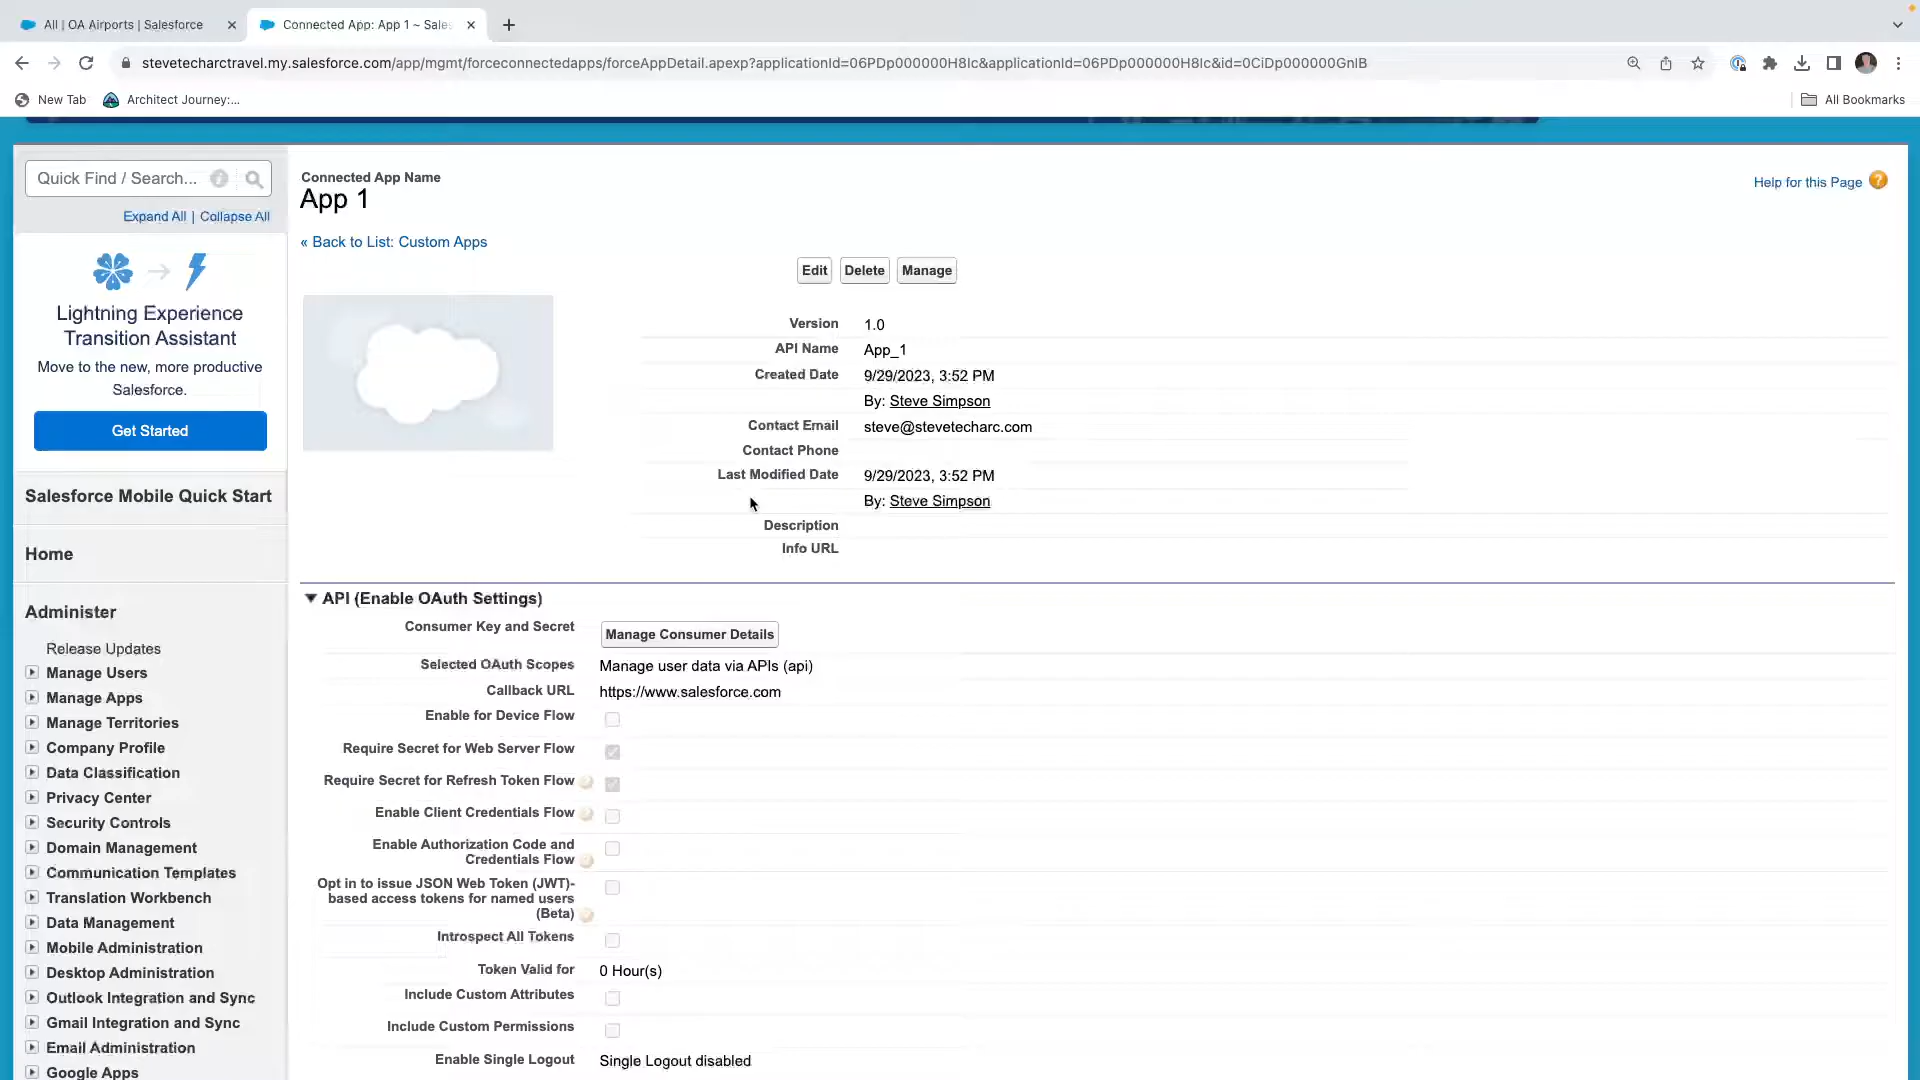 All | OA Airports | Salesforce
Connected App: App 1 ~ Sale
stevetecharctravel.my.salesforce.com/app/mgmt/forceconnectedapps/forceAppDetail.apexp?applicationId=06PDp000000H8Ic&applicationId=06PDp000000H8Ic&id=0CiDp000000GnlB
New Tab
Architect Journey:...
All Bookmarks
Quick Find / Search...
Expand All | Collapse All
Lightning Experience
Transition Assistant
Move to the new, more productive
Salesforce.
Get Started
Salesforce Mobile Quick Start
Home
Administer
Release Updates
Manage Users
Manage Apps
Manage Territories
Company Profile
Data Classification
Privacy Center
Security Controls
Domain Management
Communication Templates
Translation Workbench
Data Management
Mobile Administration
Desktop Administration
Outlook Integration and Sync
Gmail Integration and Sync
Email Administration
Google Apps
Connected App Name
App 1
Help for this Page
« Back to List: Custom Apps
Edit Delete Manage
Version 1.0
API Name App_1
Created Date 9/29/2023, 3:52 PM
By: Steve Simpson
Contact Email steve@stevetecharc.com
Contact Phone
Last Modified Date 9/29/2023, 3:52 PM
By: Steve Simpson
Description
Info URL
API (Enable OAuth Settings)
Consumer Key and Secret Manage Consumer Details
Selected OAuth Scopes Manage user data via APIs (api)
Callback URL https://www.salesforce.com
Enable for Device Flow
Require Secret for Web Server Flow
Require Secret for Refresh Token Flow
Enable Client Credentials Flow
Enable Authorization Code and
Credentials Flow
Opt in to issue JSON Web Token (JWT)-
based access tokens for named users
(Beta)
Introspect All Tokens
Token Valid for 0 Hour(s)
Include Custom Attributes
Include Custom Permissions
Enable Single Logout Single Logout disabled